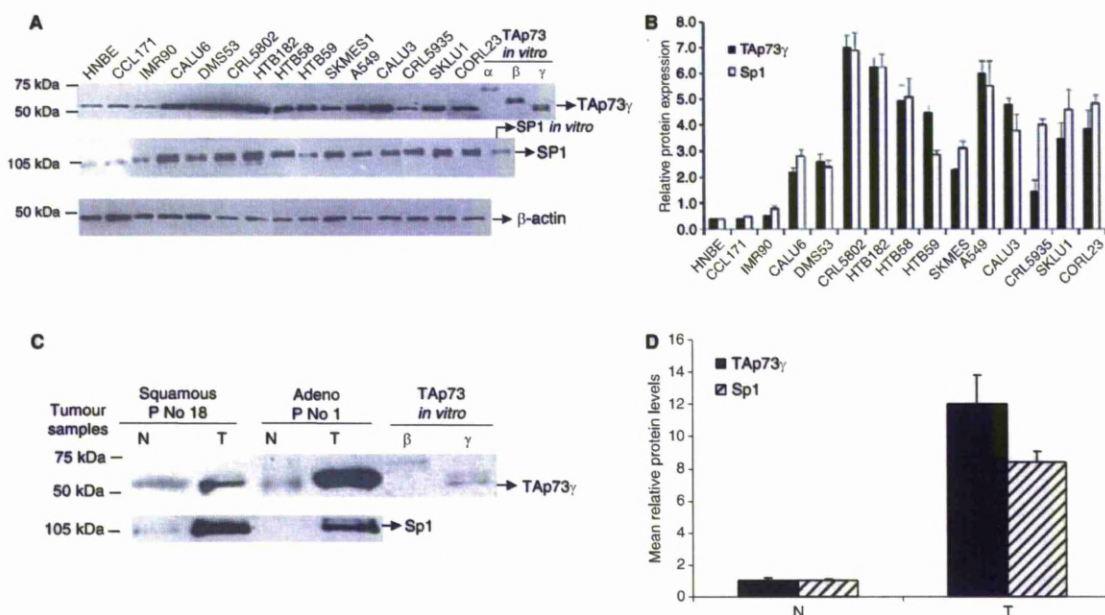 A
HNBE
CCL171
IMR90
CALU6
DMS53
CRL5802
HTB182
HTB58
HTB59
SKMES1
A549
CALU3
CRL5935
SKLU1
CORL23
TAp73
in vitro
α β γ
75 kDa
50 kDa
TAp73γ
SP1 in vitro
105 kDa
SP1
50 kDa
β-actin
B
Relative protein expression
8.0
7.0
6.0
5.0
4.0
3.0
2.0
1.0
0.0
TAp73γ
Sp1
HNBE
CCL171
IMR90
CALU6
DMS53
CRL5802
HTB182
HTB58
HTB59
SKMES
A549
CALU3
CRL5935
SKLU1
CORL23
C
Tumour
samples
Squamous
P No 18
N T
Adeno
P No 1
N T
TAp73
in vitro
β γ
75 kDa
50 kDa
TAp73γ
105 kDa
Sp1
D
Mean relative protein levels
16
14
12
10
8
6
4
2
0
TAp73γ
Sp1
N T